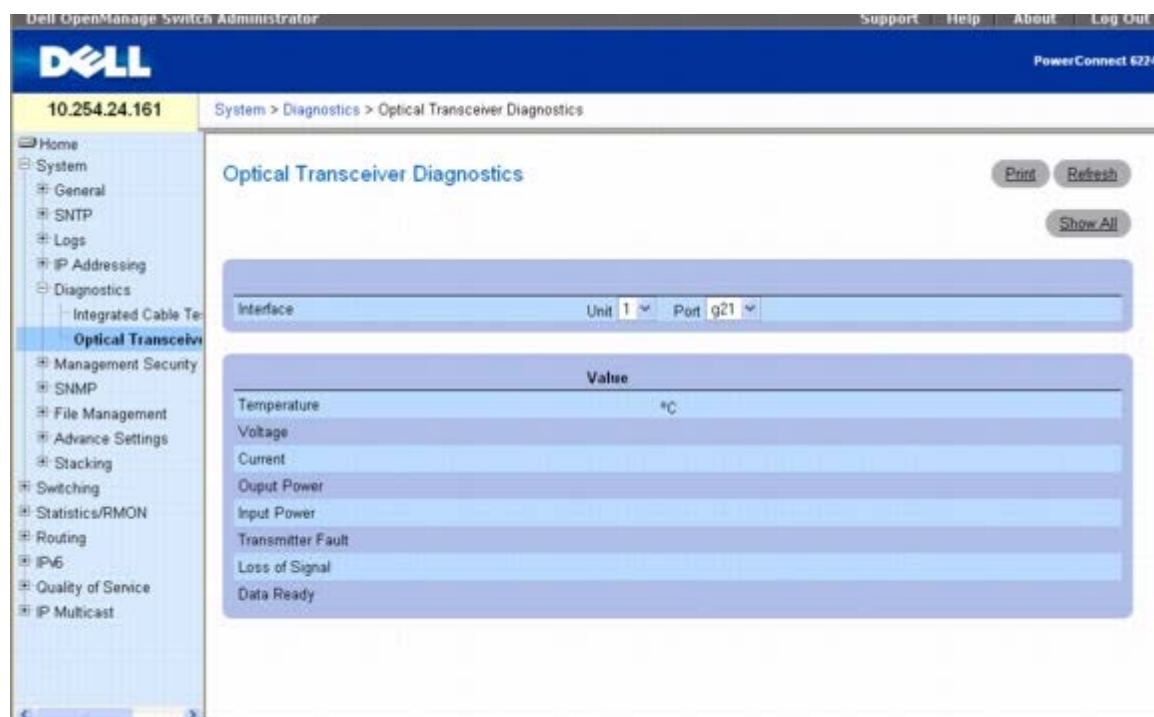 Dell OpenManage Switch Administrator
Support Help About Log Out
DELL
PowerConnect 6224
10.254.24.161
System > Diagnostics > Optical Transceiver Diagnostics
Home
System
General
SNTP
Logs
IP Addressing
Diagnostics
Integrated Cable Te
Optical Transceiv
Management Security
SNMP
File Management
Advance Settings
Stacking
Switching
Statistics/RMON
Routing
IPv6
Quality of Service
IP Multicast
Optical Transceiver Diagnostics
Print Refresh
Show All
Interface Unit 1 Port g21
Value
Temperature °C
Voltage
Current
Ouput Power
Input Power
Transmitter Fault
Loss of Signal
Data Ready